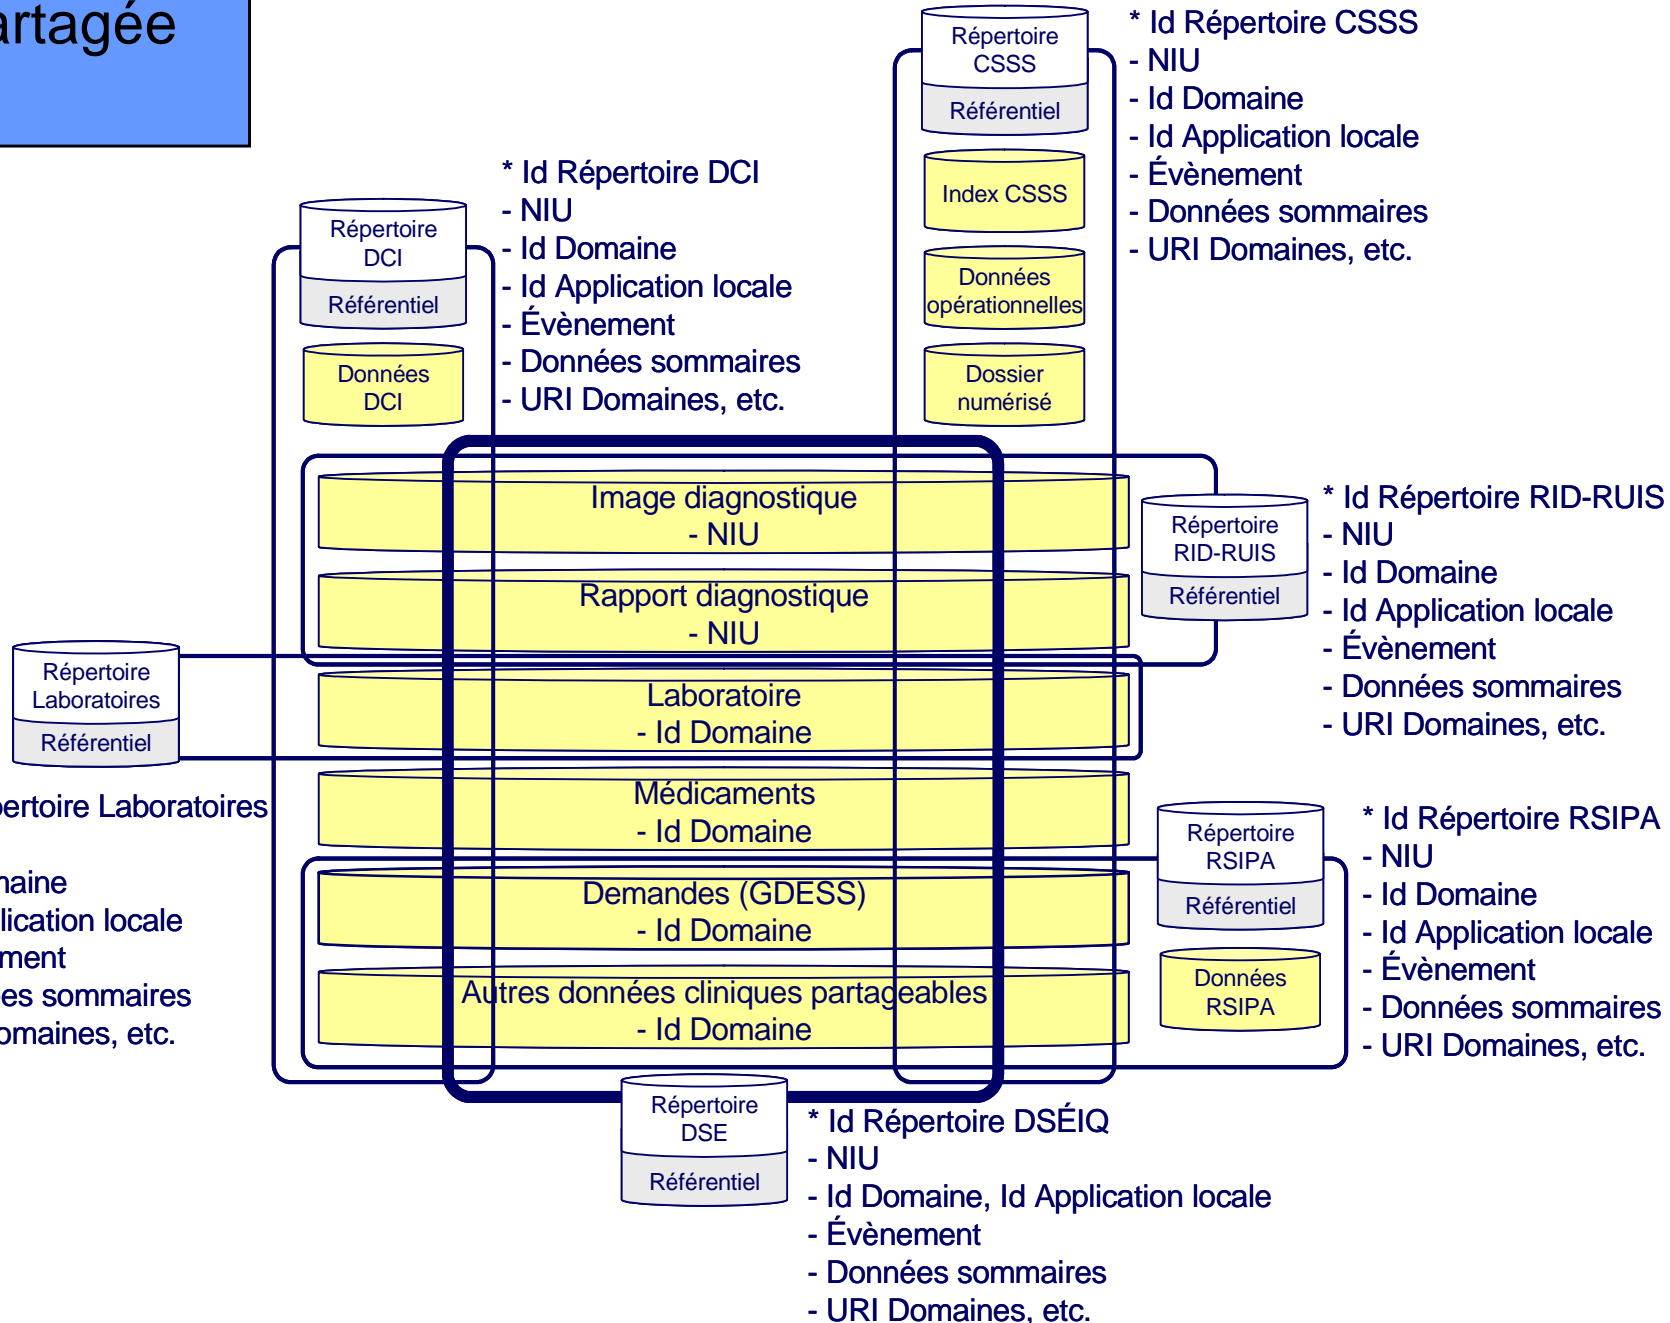 artagée
Répertoire
CSSS
Référentiel
Index CSSS
Données
opérationnelles
Dossier
numérisé
* Id Répertoire CSSS
- NIU
- Id Domaine
- Id Application locale
- Évènement
- Données sommaires
- URI Domaines, etc.
Répertoire
DCI
Référentiel
Données
DCI
* Id Répertoire DCI
- NIU
- Id Domaine
- Id Application locale
- Évènement
- Données sommaires
- URI Domaines, etc.
Image diagnostique
- NIU
Rapport diagnostique
- NIU
Laboratoire
- Id Domaine
Médicaments
- Id Domaine
Demandes (GDESS)
- Id Domaine
Autres données cliniques partageables
- Id Domaine
Répertoire
RID-RUIS
Référentiel
* Id Répertoire RID-RUIS
- NIU
- Id Domaine
- Id Application locale
- Évènement
- Données sommaires
- URI Domaines, etc.
Répertoire
Laboratoires
Référentiel
pertoire Laboratoires
maine
plication locale
ement
ées sommaires
omaines, etc.
Répertoire
RSIPA
Référentiel
Données
RSIPA
* Id Répertoire RSIPA
- NIU
- Id Domaine
- Id Application locale
- Évènement
- Données sommaires
- URI Domaines, etc.
Répertoire
DSE
Référentiel
* Id Répertoire DSÉIQ
- NIU
- Id Domaine, Id Application locale
- Évènement
- Données sommaires
- URI Domaines, etc.